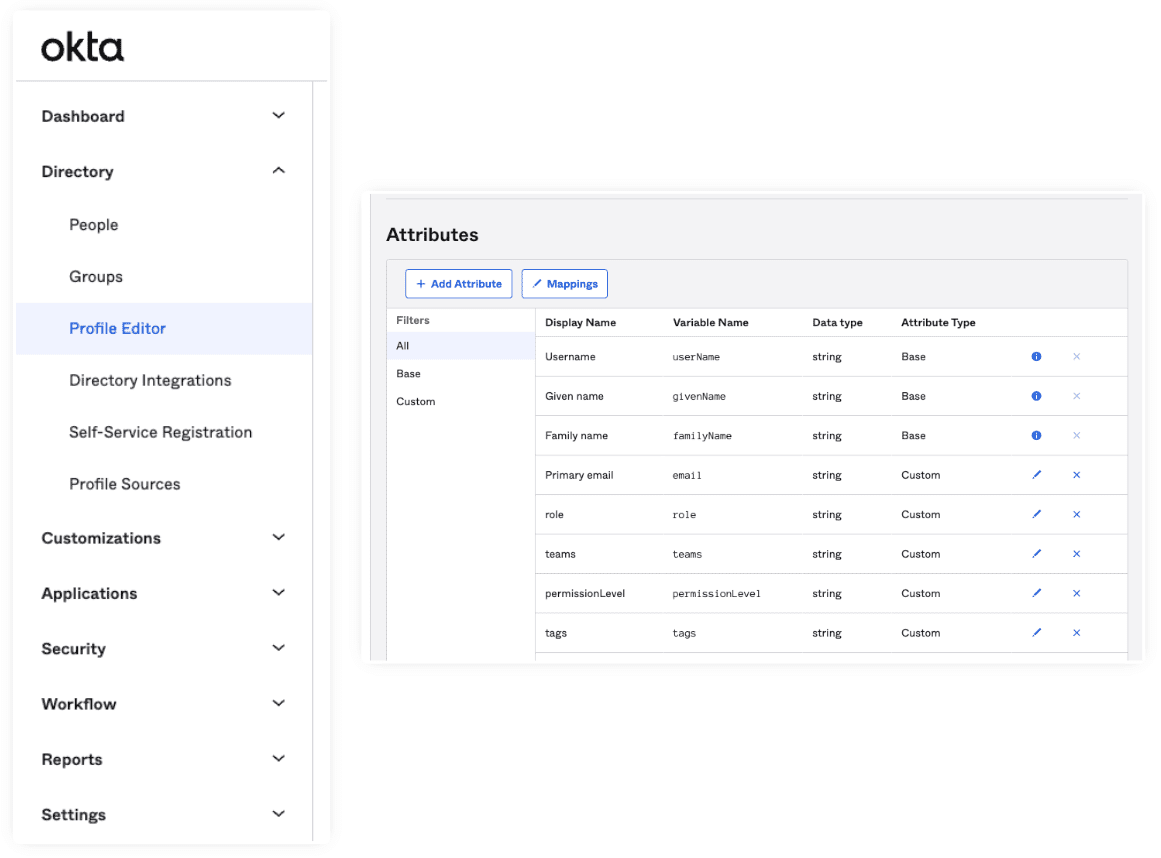 okta
Dashboard
Directory
People
Groups
Profile Editor
Directory Integrations
Self-Service Registration
Profile Sources
Customizations
Applications
Security
Workflow
Reports
Settings
Attributes
+ Add Attribute Mappings
Filters
All
Base
Custom
Display Name Variable Name Data type Attribute Type
Username userName string Base
Given name givenName string Base
Family name familyName string Base
Primary email email string Custom
role role string Custom
teams teams string Custom
permissionLevel permissionLevel string Custom
tags tags string Custom